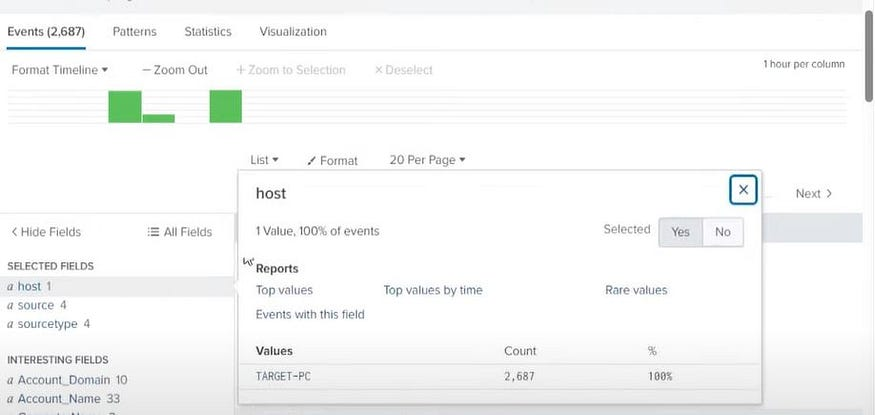 Events (2,687) Patterns Statistics Visualization
Format Timeline — Zoom Out + Zoom to Selection × Deselect 1 hour per column
List Format 20 Per Page
host
Next
1 Value, 100% of events Selected Yes No
Hide Fields All Fields
Reports
SELECTED FIELDS
a host 1
Top values Top values by time Rare values
a source 4
Events with this field
a sourcetype 4
Values Count %
INTERESTING FIELDS
TARGET-PC 2,687 100%
a Account_Domain 10
a Account_Name 33